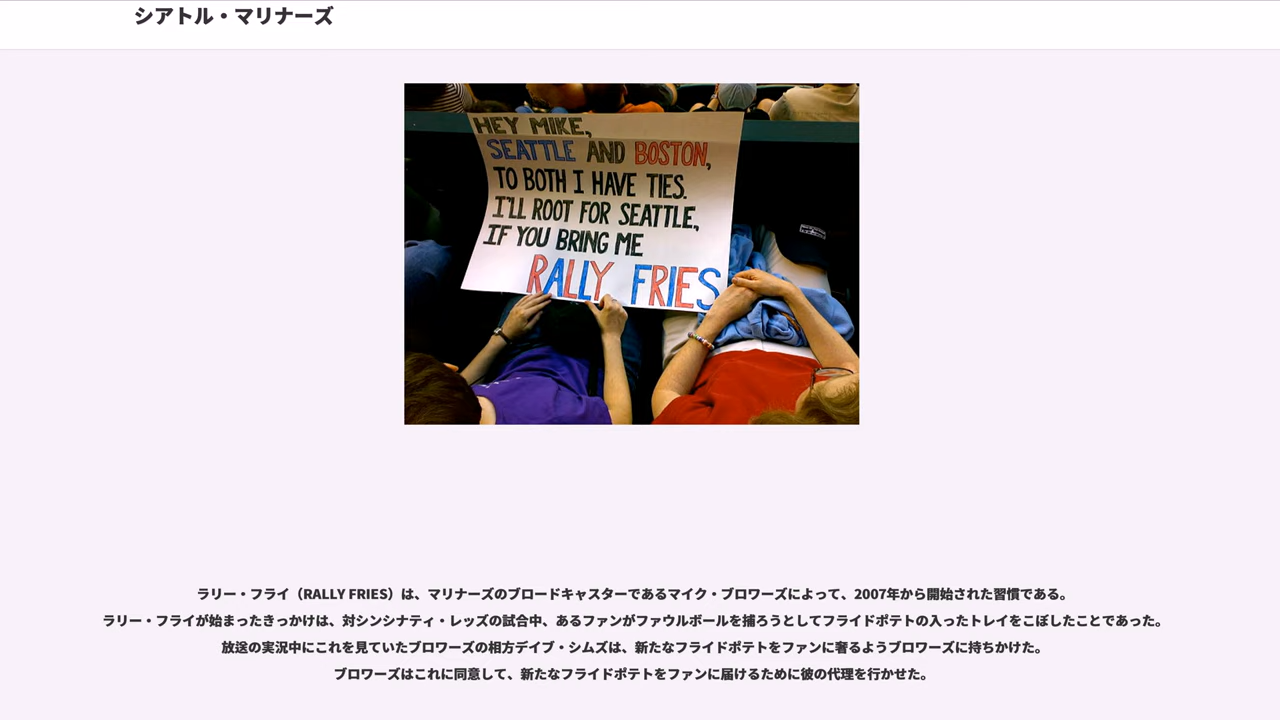 シアトル・マリナーズ
HEY MIKE,
SEATTLE AND BOSTON,
TO BOTH I HAVE TIES.
I'LL ROOT FOR SEATTLE,
IF YOU BRING ME
RALLY FRIES
ラリー・フライ（RALLY FRIES）は、マリナーズのブロードキャスターであるマイク・ブロワーズによって、2007年から開始された習慣である。
ラリー・フライが始まったきっかけは、対シンシナティ・レッズの試合中、あるファンがファウルボールを捕ろうとしてフライドポテトの入ったトレイをこぼしたことであった。
放送の実況中にこれを見ていたブロワーズの相方デイブ・シムズは、新たなフライドポテトをファンに奢るようブロワーズに持ちかけた。
ブロワーズはこれに同意して、新たなフライドポテトをファンに届けるために彼の代理を行かせた。